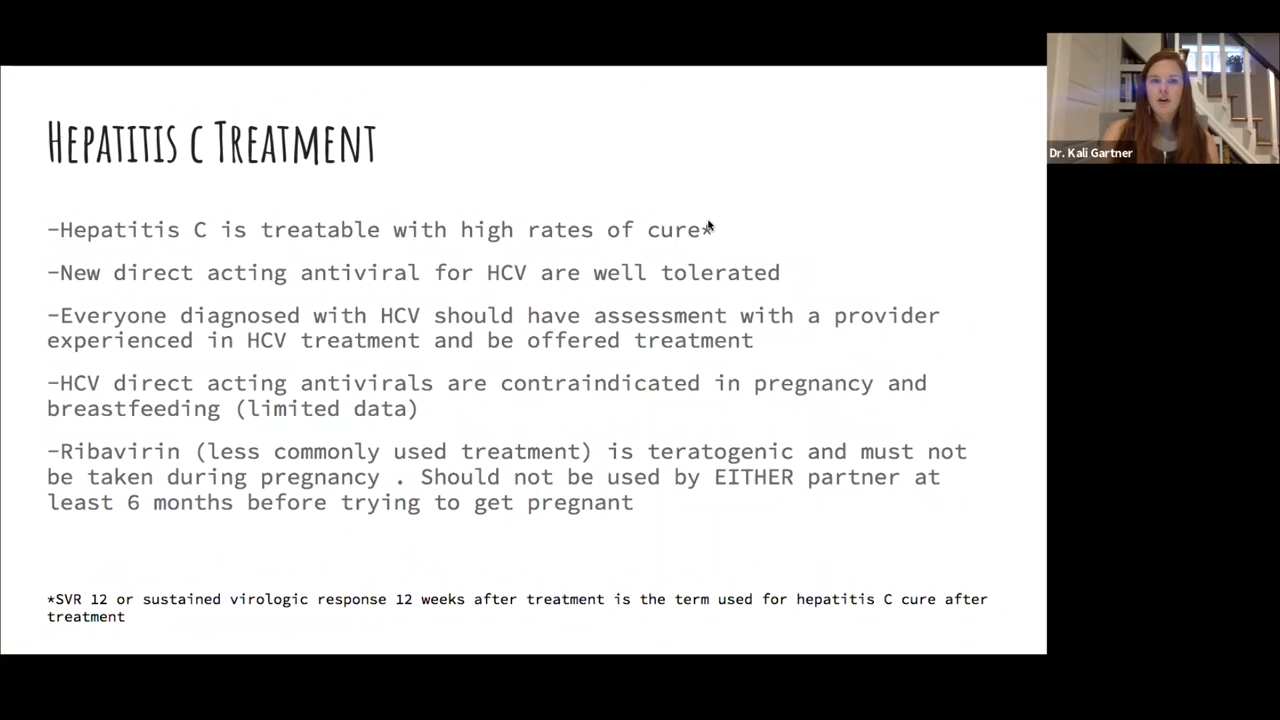 Hepatitis c Treatment
-Hepatitis C is treatable with high rates of cure*
-New direct acting antiviral for HCV are well tolerated
-Everyone diagnosed with HCV should have assessment with a provider
experienced in HCV treatment and be offered treatment
-HCV direct acting antivirals are contraindicated in pregnancy and
breastfeeding (limited data)
-Ribavirin (less commonly used treatment) is teratogenic and must not
be taken during pregnancy . Should not be used by EITHER partner at
least 6 months before trying to get pregnant
*SVR 12 or sustained virologic response 12 weeks after treatment is the term used for hepatitis C cure after
treatment
Dr. Kali Gartner